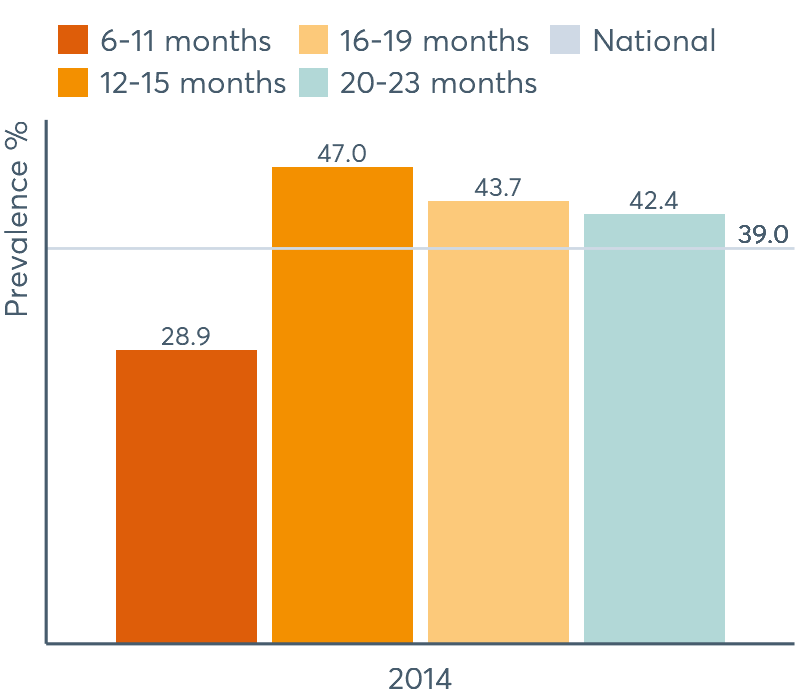 6-11 months 16-19 months National
12-15 months 20-23 months
Prevalence %
47.0
43.7
42.4
39.0
28.9
2014